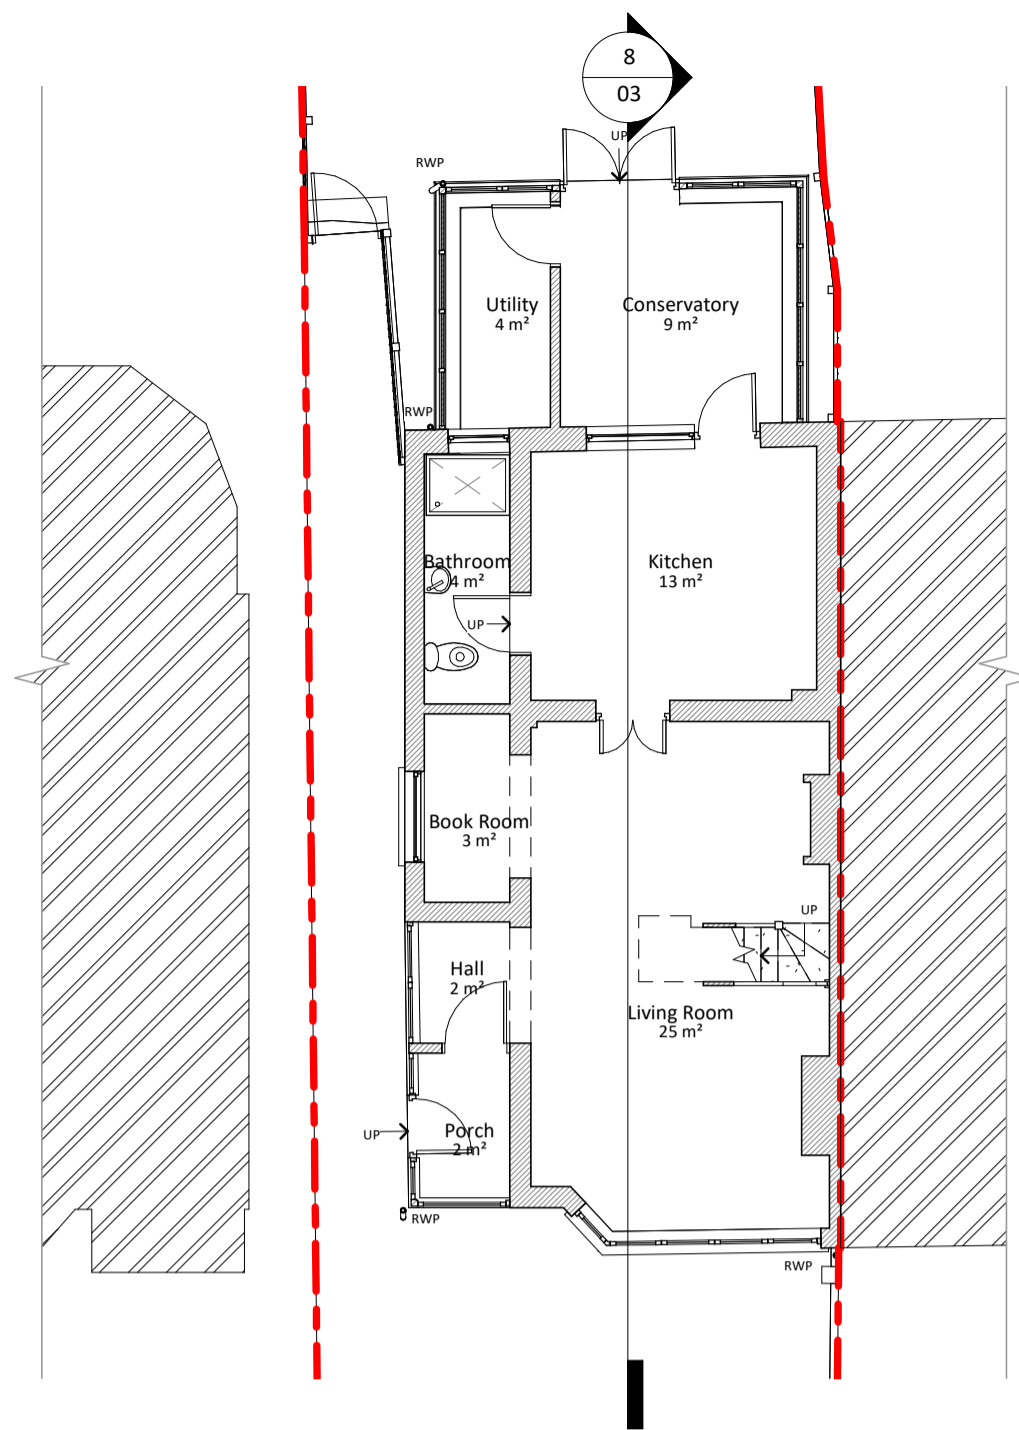 8
03
UP
RWP
Utility
4 m²
Conservatory
9 m²
RWP
Bathroom
4 m²
Kitchen
13 m²
UP
Book Room
3 m²
UP
Hall
2 m²
Living Room
25 m²
UP
Porch
2 m²
RWP
RWP